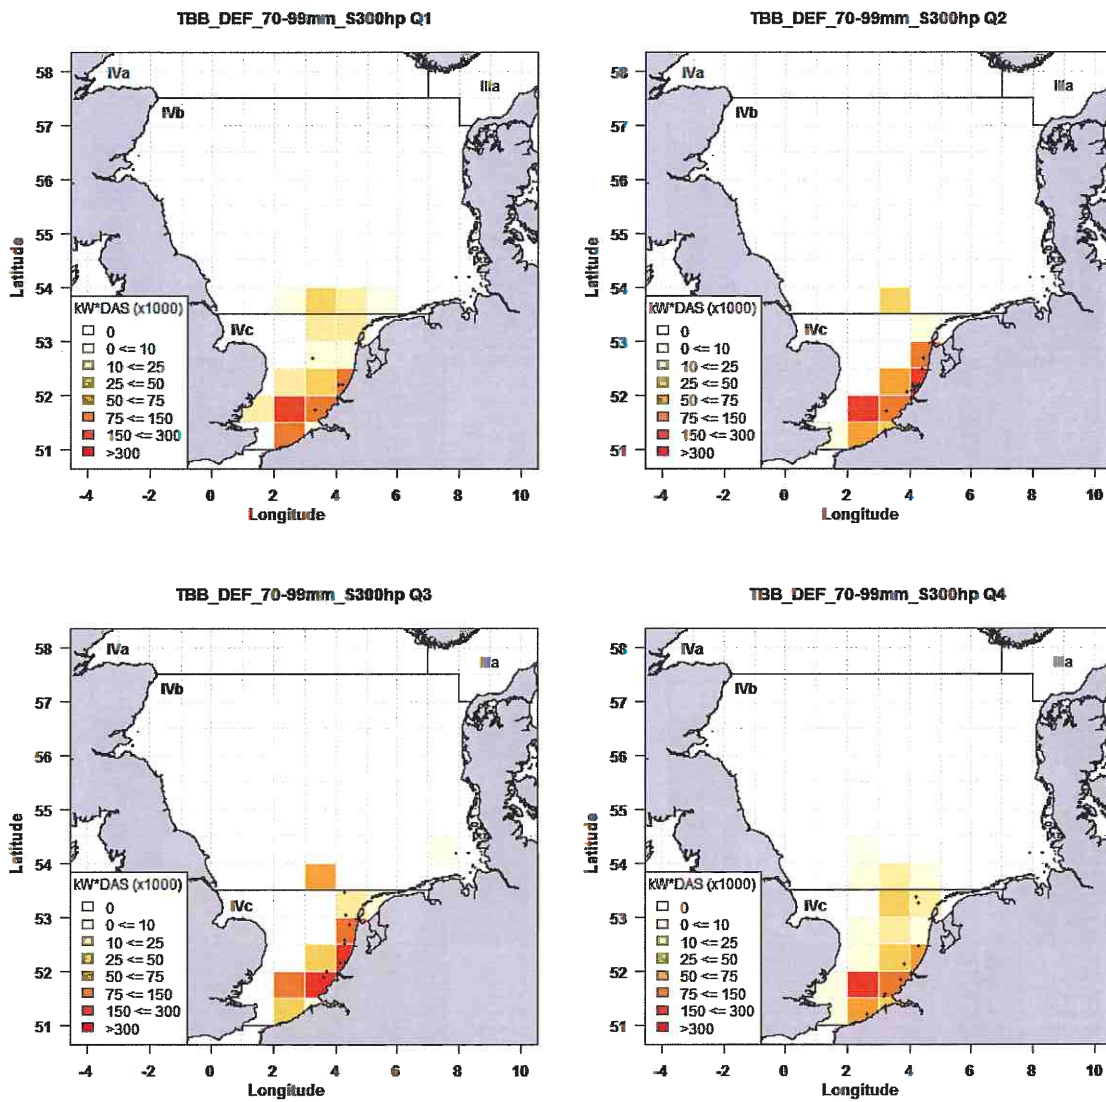 TBB_DEF_70-99mm_S300hp Q1
58
57
56
55
54
53
52
51
Latitude
IVa
IVb
IIIa
IVc
kW*DAS (x1000)
0
0 <= 10
10 <= 25
25 <= 50
50 <= 75
75 <= 150
150 <= 300
>300
-4 -2 0 2 4 6 8 10
Longitude
TBB_DEF_70-99mm_S300hp Q2
58
57
56
55
54
53
52
51
Latitude
IVa
IVb
IIIa
IVc
kW*DAS (x1000)
0
0 <= 10
10 <= 25
25 <= 50
50 <= 75
75 <= 150
150 <= 300
>300
-4 -2 0 2 4 6 8 10
Longitude
TBB_DEF_70-99mm_S300hp Q3
58
57
56
55
54
53
52
51
Latitude
IVa
IVb
IIIa
IVc
kW*DAS (x1000)
0
0 <= 10
10 <= 25
25 <= 50
50 <= 75
75 <= 150
150 <= 300
>300
-4 -2 0 2 4 6 8 10
Longitude
TBB_DEF_70-99mm_S300hp Q4
58
57
56
55
54
53
52
51
Latitude
IVa
IVb
IIIa
IVc
kW*DAS (x1000)
0
0 <= 10
10 <= 25
25 <= 50
50 <= 75
75 <= 150
150 <= 300
>300
-4 -2 0 2 4 6 8 10
Longitude